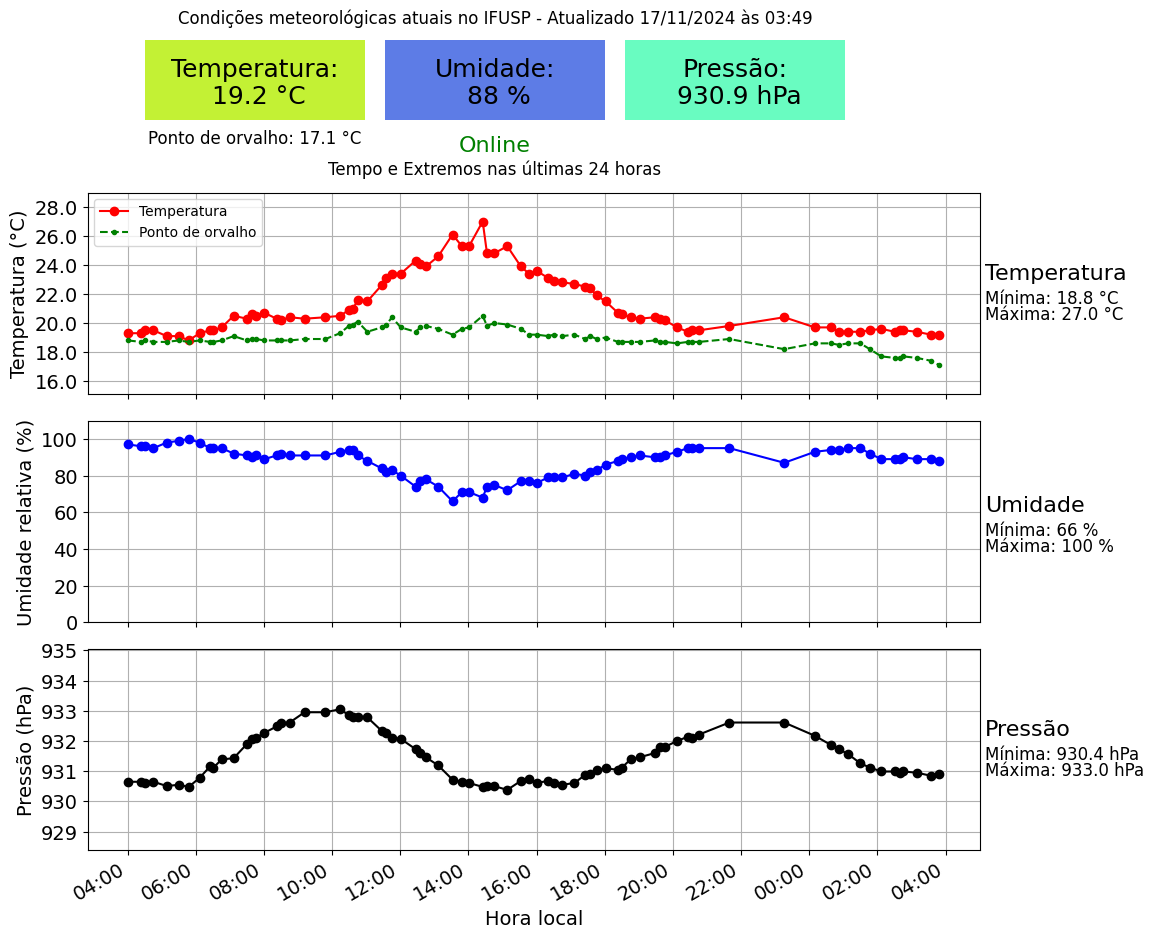 Condições meteorológicas atuais no IFUSP - Atualizado 17/11/2024 às 03:49
Temperatura:
19.2 °C
Umidade:
88 %
Pressão:
930.9 hPa
Ponto de orvalho: 17.1 °C
Online
Tempo e Extremos nas últimas 24 horas
Temperatura (°C)
28.0
26.0
24.0
22.0
20.0
18.0
16.0
Temperatura
Ponto de orvalho
Temperatura
Mínima: 18.8 °C
Máxima: 27.0 °C
Umidade relativa (%)
100
80
60
40
20
0
Umidade
Mínima: 66 %
Máxima: 100 %
Pressão (hPa)
935
934
933
932
931
930
929
Pressão
Mínima: 930.4 hPa
Máxima: 933.0 hPa
04:00 06:00 08:00 10:00 12:00 14:00 16:00 18:00 20:00 22:00 00:00 02:00 04:00
Hora local